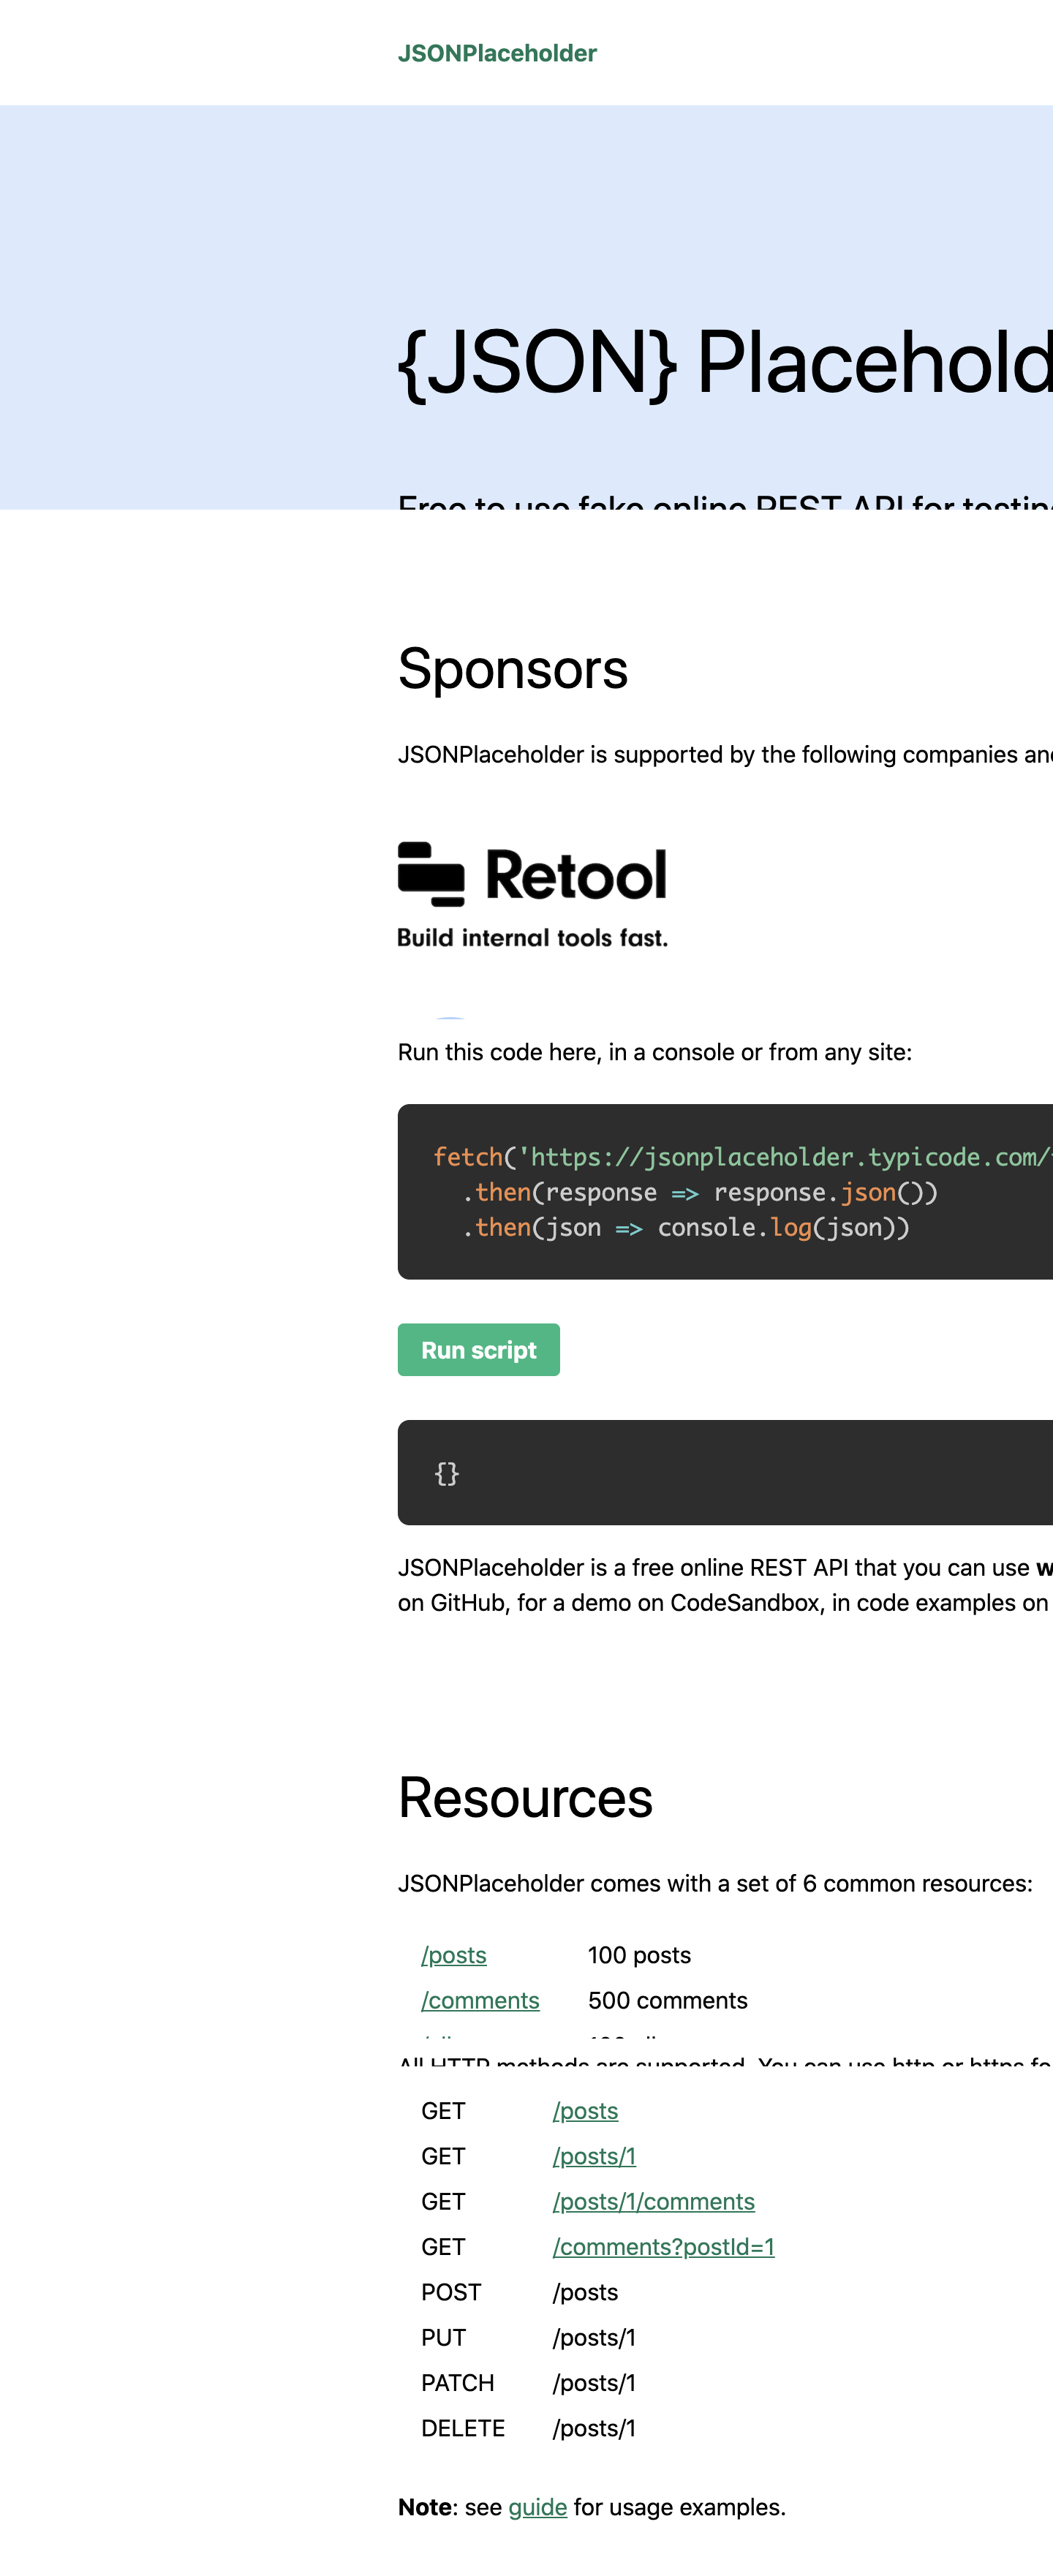 JSONPlaceholder
{JSON} Placehold
Free to use fake online REST API for testin
Sponsors
JSONPlaceholder is supported by the following companies an
Retool
Build internal tools fast.
Run this code here, in a console or from any site:
fetch('https://jsonplaceholder.typicode.com/
.then(response => response.json())
.then(json => console.log(json))
Run script
{}
JSONPlaceholder is a free online REST API that you can use w
on GitHub, for a demo on CodeSandbox, in code examples on
Resources
JSONPlaceholder comes with a set of 6 common resources:
/posts 100 posts
/comments 500 comments
All HTTP methods are supported. You can use http or https fo
GET /posts
GET /posts/1
GET /posts/1/comments
GET /comments?postId=1
POST /posts
PUT /posts/1
PATCH /posts/1
DELETE /posts/1
Note: see guide for usage examples.